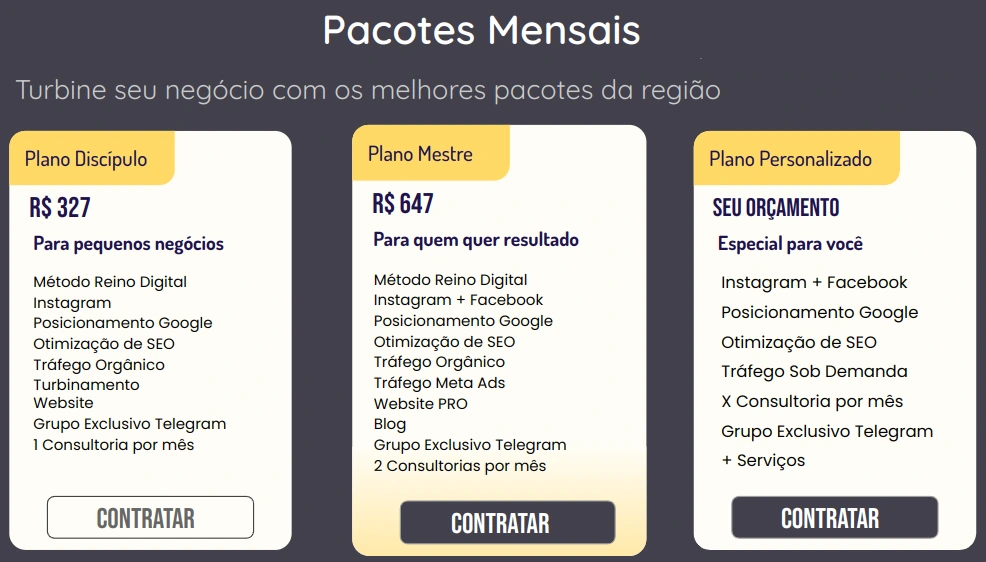 Pacotes Mensais
Turbine seu negócio com os melhores pacotes da região
Plano Discípulo
R$ 327
Para pequenos negócios
Método Reino Digital
Instagram
Posicionamento Google
Otimização de SEO
Tráfego Orgânico
Turbinamento
Website
Grupo Exclusivo Telegram
1 Consultoria por mês
CONTRATAR
Plano Mestre
R$ 647
Para quem quer resultado
Método Reino Digital
Instagram + Facebook
Posicionamento Google
Otimização de SEO
Tráfego Orgânico
Tráfego Meta Ads
Website PRO
Blog
Grupo Exclusivo Telegram
2 Consultorias por mês
CONTRATAR
Plano Personalizado
SEU ORÇAMENTO
Especial para você
Instagram + Facebook
Posicionamento Google
Otimização de SEO
Tráfego Sob Demanda
X Consultoria por mês
Grupo Exclusivo Telegram
+ Serviços
CONTRATAR